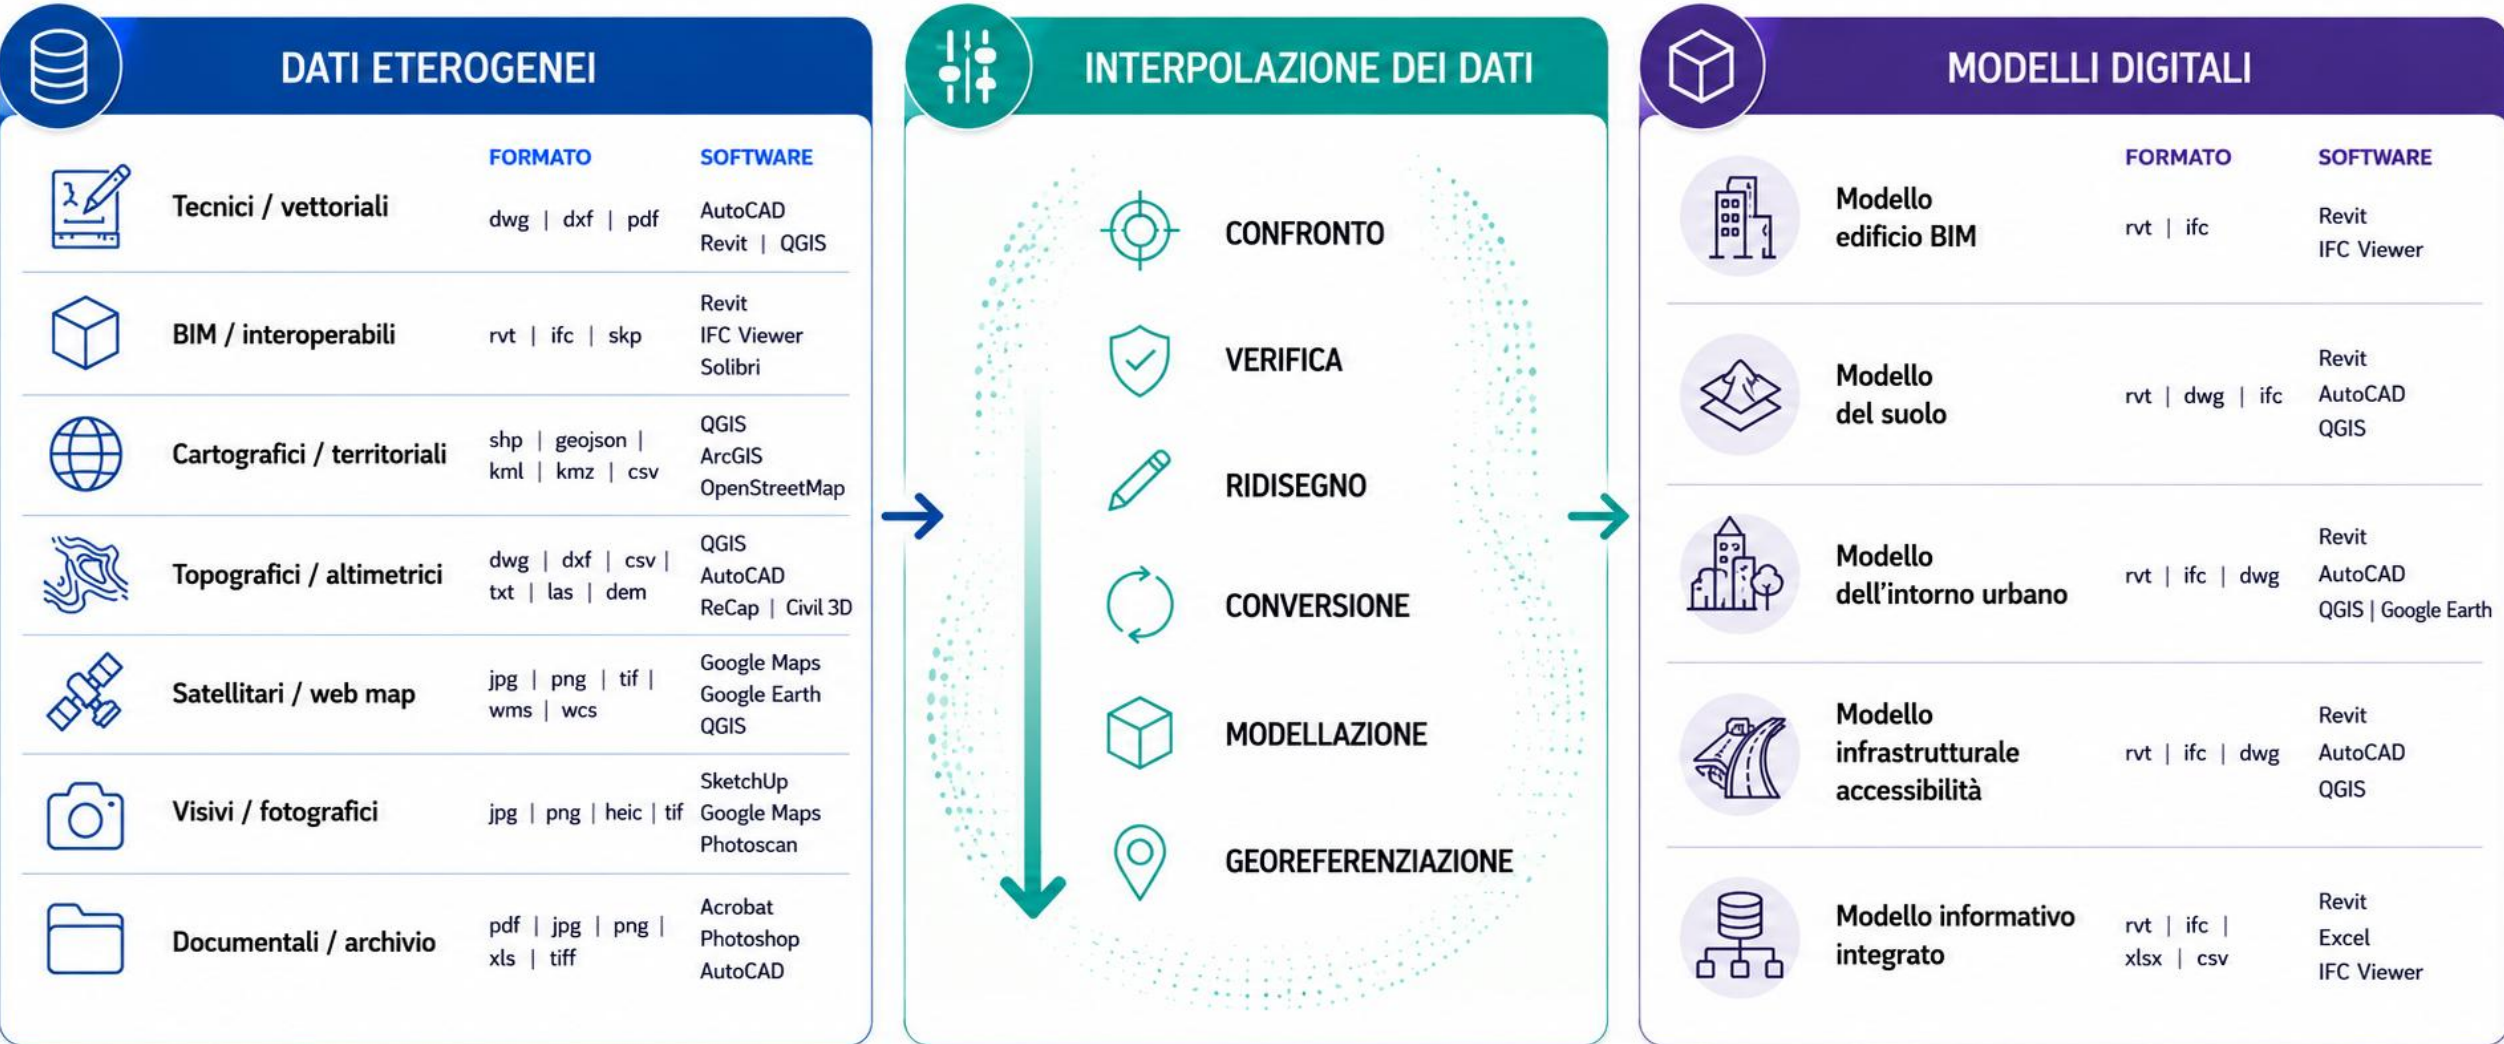 DATI ETEROGENEI
FORMATO
SOFTWARE
Tecnici / vettoriali
dwg | dxf | pdf
AutoCAD
Revit | QGIS
BIM / interoperabili
rvt | ifc | skp
Revit
IFC Viewer
Solibri
Cartografici / territoriali
shp | geojson |
kml | kmz | csv
QGIS
ArcGIS
OpenStreetMap
Topografici / altimetrici
dwg | dxf | csv |
txt | las | dem
QGIS
AutoCAD
ReCap | Civil 3D
Satellitari / web map
jpg | png | tif |
wms | wcs
Google Maps
Google Earth
QGIS
Visivi / fotografici
jpg | png | heic | tif
SketchUp
Google Maps
Photoscan
Documentali / archivio
pdf | jpg | png |
xls | tiff
Acrobat
Photoshop
AutoCAD
INTERPOLAZIONE DEI DATI
CONFRONTO
VERIFICA
RIDISEGNO
CONVERSIONE
MODELLAZIONE
GEOREFERENZIAZIONE
MODELLI DIGITALI
FORMATO
SOFTWARE
Modello
edificio BIM
rvt | ifc
Revit
IFC Viewer
Modello
del suolo
rvt | dwg | ifc
Revit
AutoCAD
QGIS
Modello
dell'intorno urbano
rvt | ifc | dwg
Revit
AutoCAD
QGIS | Google Earth
Modello
infrastrutturale
accessibilità
rvt | ifc | dwg
Revit
AutoCAD
QGIS
Modello informativo
integrato
rvt | ifc |
xlsx | csv
Revit
Excel
IFC Viewer